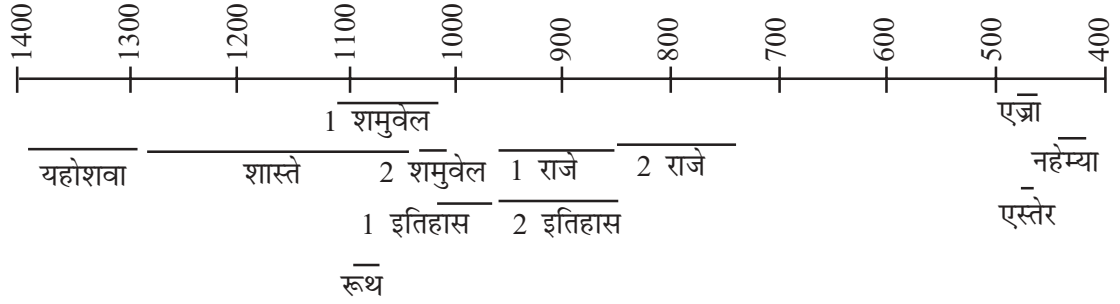 1400 1300 1200 1100 1000 900 800 700 600 500 400
1 शमुवेल एज्रा
यहोशवा शास्ते 2 शमुवेल 1 राजे 2 राजे नहेम्या
1 इतिहास 2 इतिहास एस्तेर
रूथ